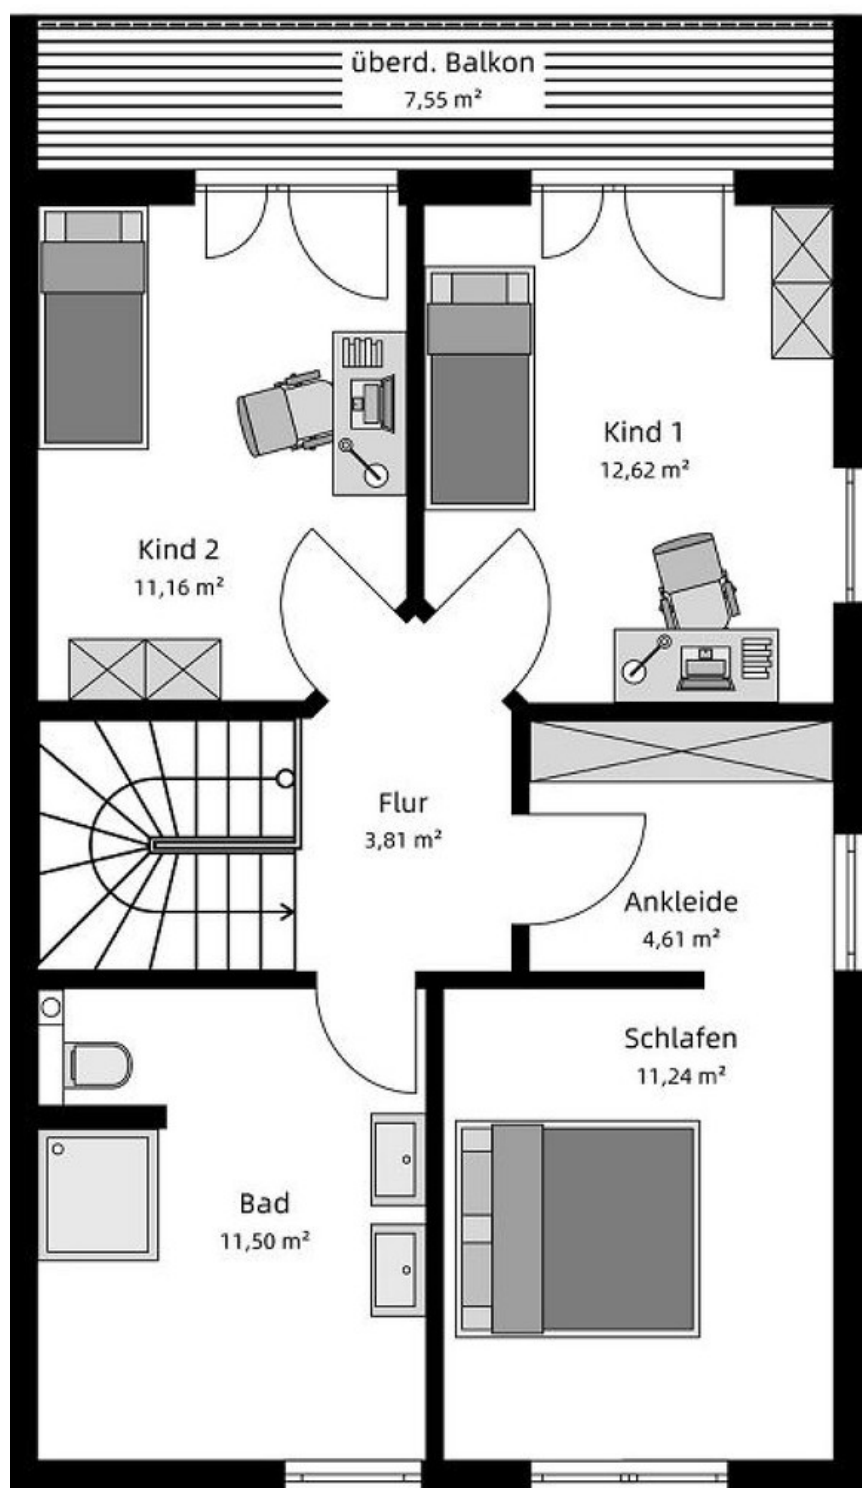 überd. Balkon
7,55 m²
Kind 1
12,62 m²
Kind 2
11,16 m²
Flur
3,81 m²
Ankleide
4,61 m²
Schlafen
11,24 m²
Bad
11,50 m²